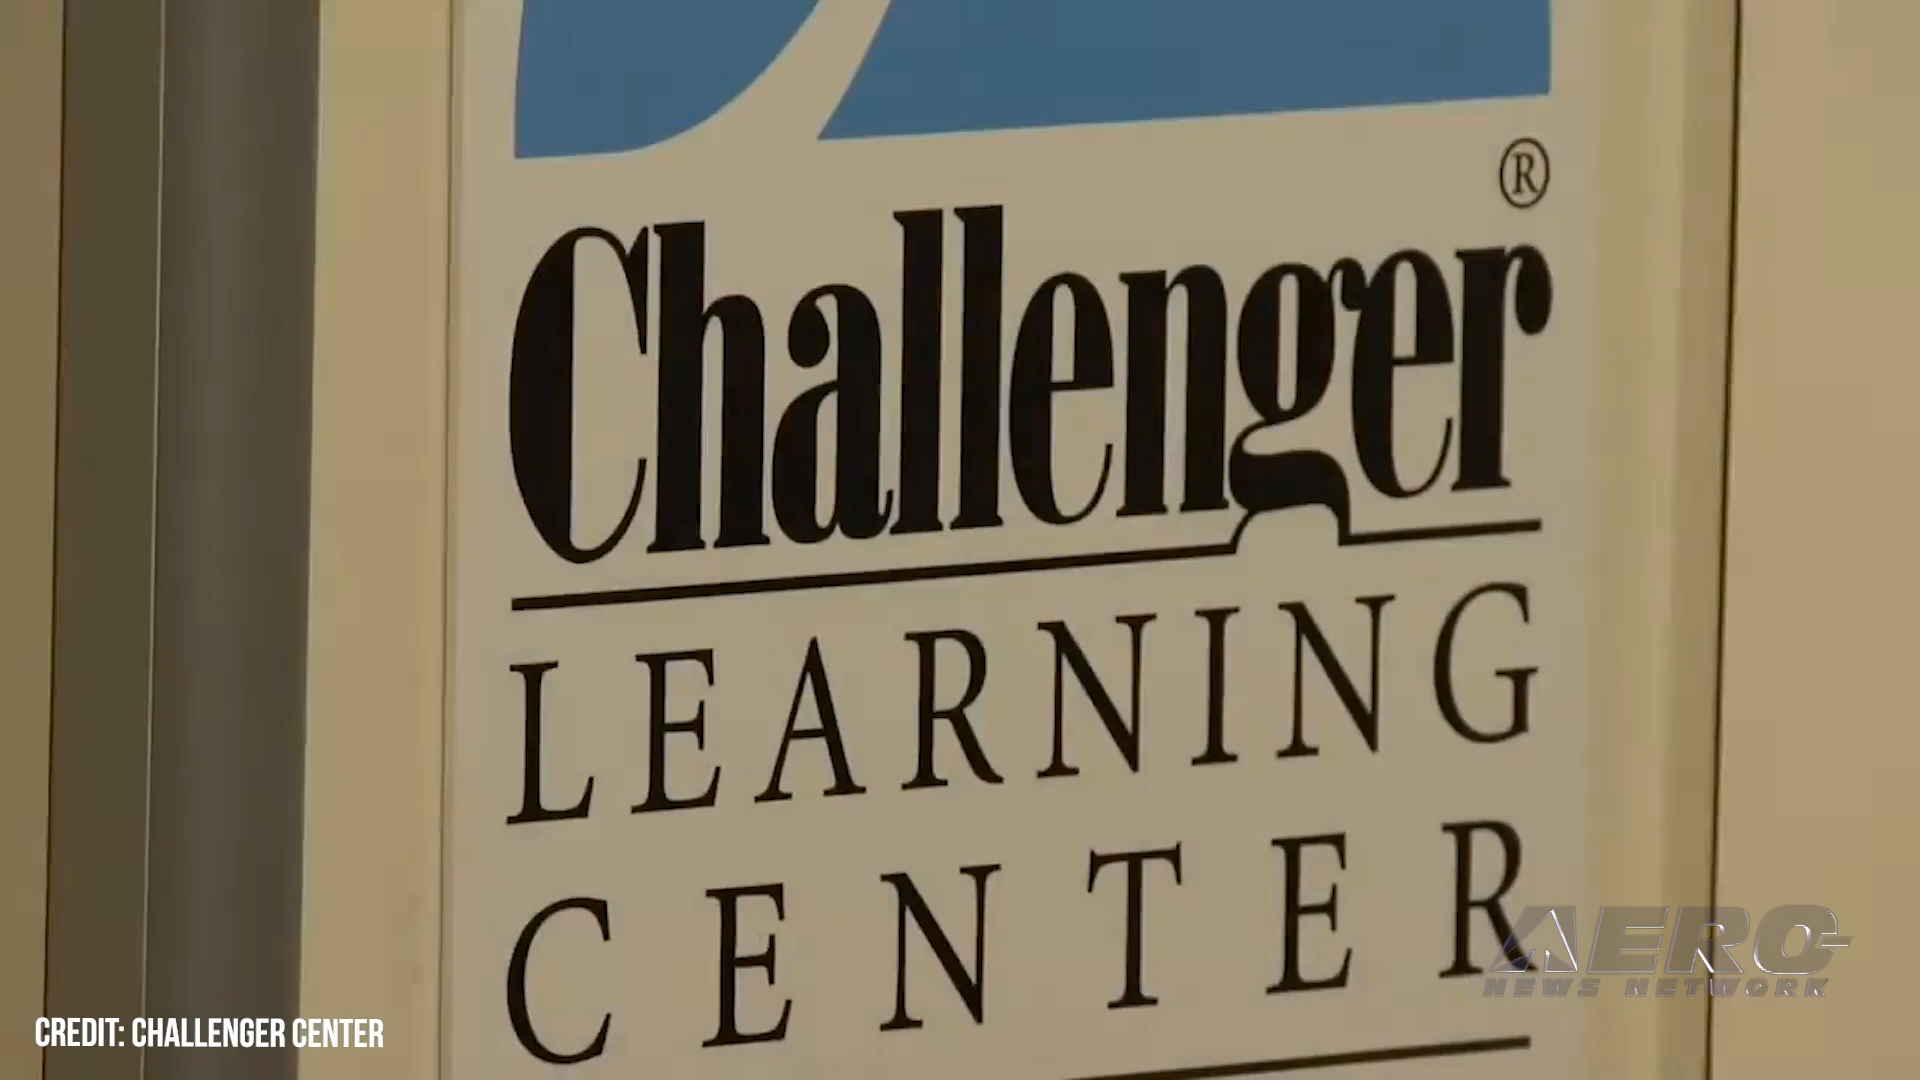 ®
Challenger
LEARNING
CENTER
AERO
NEWS NETWORK
CREDIT: CHALLENGER CENTER